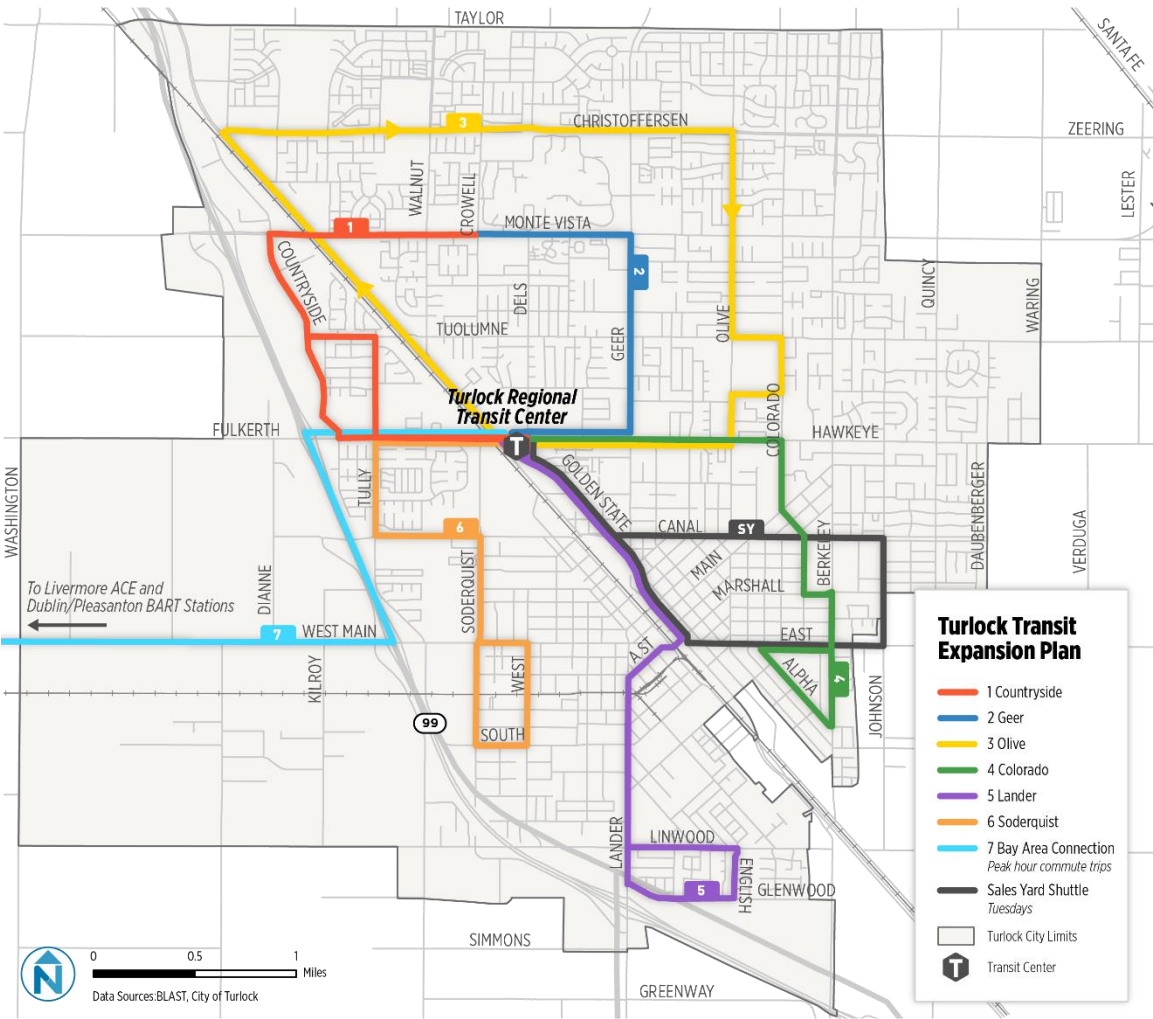 TAYLOR
SANTA FE
3
CHRISTOFFERSEN
ZEERING
WALNUT
CROWELL
LESTER
1
MONTE VISTA
COUNTRYSIDE
2
QUINCY
DELS
WARING
TUOLUMNE
GEER
OLIVE
Turlock Regional
Transit Center
COLORADO
FULKERTH
HAWKEYE
T
WASHINGTON
TULLY
GOLDEN STATE
DAUBENBERGER
VERDUGA
6
CANAL
SY
MAIN
BERKELEY
MARSHALL
To Livermore ACE and
Dublin/Pleasanton BART Stations
DIANNE
SODERQUIST
7
WEST MAIN
EAST
A ST
KILROY
WEST
ALPHA
4
JOHNSON
99
SOUTH
LANDER
LINWOOD
ENGLISH
5
GLENWOOD
SIMMONS
GREENWAY
Turlock Transit
Expansion Plan
1 Countryside
2 Geer
3 Olive
4 Colorado
5 Lander
6 Soderquist
7 Bay Area Connection
Peak hour commute trips
Sales Yard Shuttle
Tuesdays
Turlock City Limits
T
Transit Center
N
0 0.5 1
Miles
Data Sources:BLAST, City of Turlock